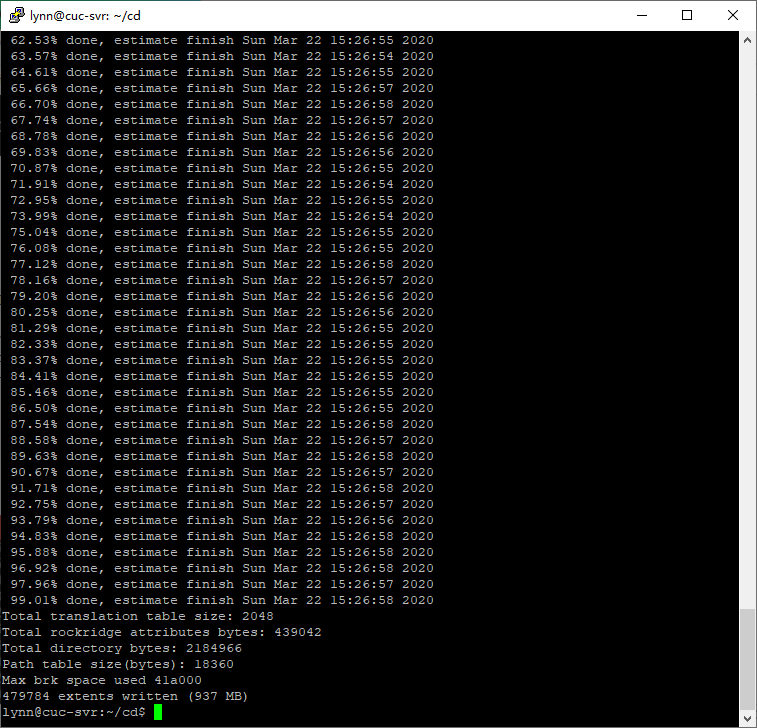 lynn@cuc-svr: ~/cd
62.53% done, estimate finish Sun Mar 22 15:26:55 2020
63.57% done, estimate finish Sun Mar 22 15:26:54 2020
64.61% done, estimate finish Sun Mar 22 15:26:55 2020
65.66% done, estimate finish Sun Mar 22 15:26:57 2020
66.70% done, estimate finish Sun Mar 22 15:26:58 2020
67.74% done, estimate finish Sun Mar 22 15:26:57 2020
68.78% done, estimate finish Sun Mar 22 15:26:56 2020
69.83% done, estimate finish Sun Mar 22 15:26:56 2020
70.87% done, estimate finish Sun Mar 22 15:26:55 2020
71.91% done, estimate finish Sun Mar 22 15:26:54 2020
72.95% done, estimate finish Sun Mar 22 15:26:55 2020
73.99% done, estimate finish Sun Mar 22 15:26:54 2020
75.04% done, estimate finish Sun Mar 22 15:26:55 2020
76.08% done, estimate finish Sun Mar 22 15:26:55 2020
77.12% done, estimate finish Sun Mar 22 15:26:58 2020
78.16% done, estimate finish Sun Mar 22 15:26:57 2020
79.20% done, estimate finish Sun Mar 22 15:26:56 2020
80.25% done, estimate finish Sun Mar 22 15:26:56 2020
81.29% done, estimate finish Sun Mar 22 15:26:55 2020
82.33% done, estimate finish Sun Mar 22 15:26:55 2020
83.37% done, estimate finish Sun Mar 22 15:26:55 2020
84.41% done, estimate finish Sun Mar 22 15:26:55 2020
85.46% done, estimate finish Sun Mar 22 15:26:55 2020
86.50% done, estimate finish Sun Mar 22 15:26:55 2020
87.54% done, estimate finish Sun Mar 22 15:26:58 2020
88.58% done, estimate finish Sun Mar 22 15:26:57 2020
89.63% done, estimate finish Sun Mar 22 15:26:58 2020
90.67% done, estimate finish Sun Mar 22 15:26:57 2020
91.71% done, estimate finish Sun Mar 22 15:26:58 2020
92.75% done, estimate finish Sun Mar 22 15:26:57 2020
93.79% done, estimate finish Sun Mar 22 15:26:56 2020
94.83% done, estimate finish Sun Mar 22 15:26:58 2020
95.88% done, estimate finish Sun Mar 22 15:26:58 2020
96.92% done, estimate finish Sun Mar 22 15:26:58 2020
97.96% done, estimate finish Sun Mar 22 15:26:57 2020
99.01% done, estimate finish Sun Mar 22 15:26:58 2020
Total translation table size: 2048
Total rockridge attributes bytes: 439042
Total directory bytes: 2184966
Path table size(bytes): 18360
Max brk space used 41a000
479784 extents written (937 MB)
lynn@cuc-svr:~/cd$